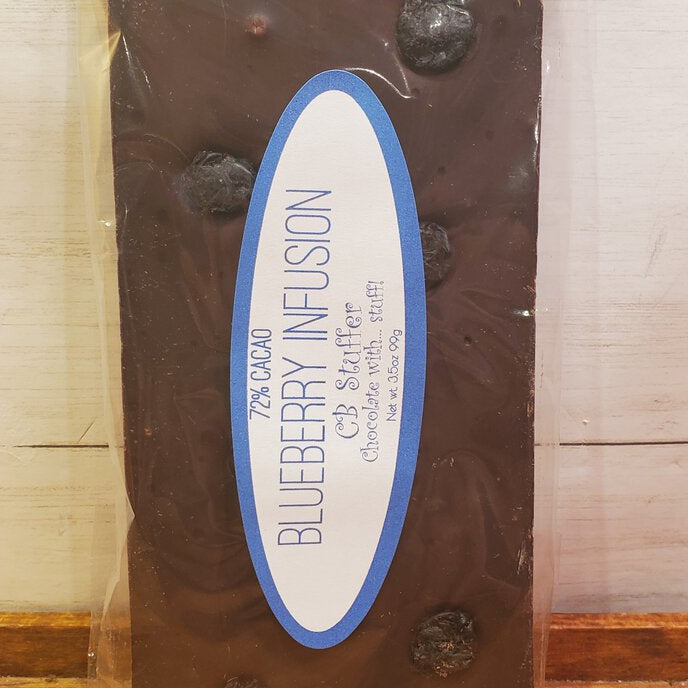 72% CACAO
BLUEBERRY INFUSION
CB Stuffer
Chocolate with... stuff!
Net wt. 3.5oz 99g